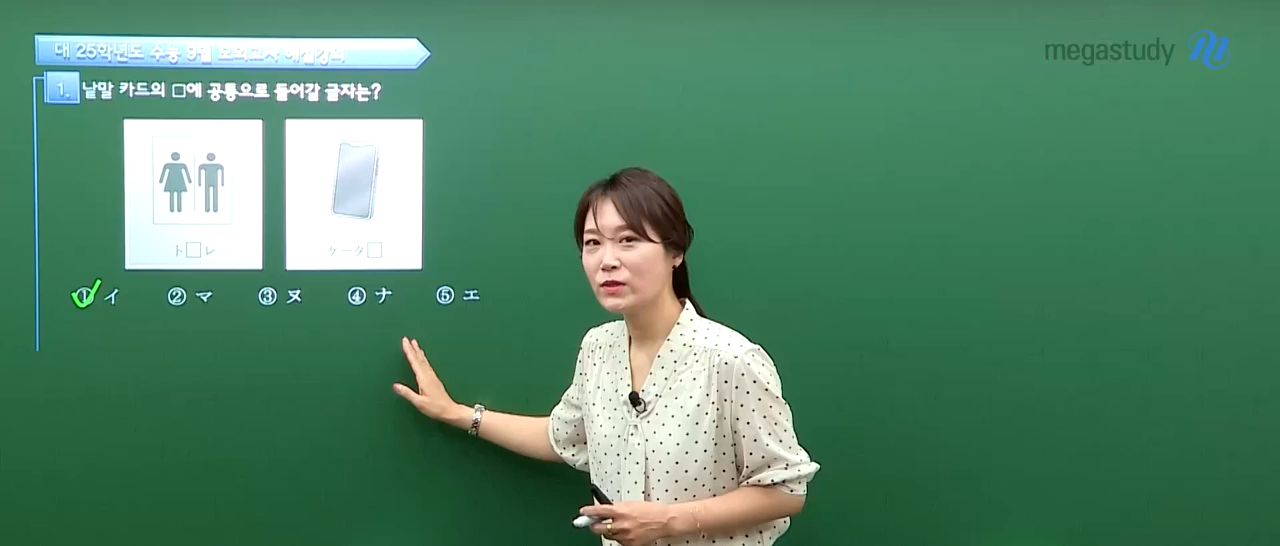 대 25학년도 수능 9월 모의고사 해설강의
megastudy
1. 낱말 카드의 □에 공통으로 들어갈 글자는?
ト□レ
ケータ□
① イ ② マ ③ ヌ ④ ナ ⑤ エ